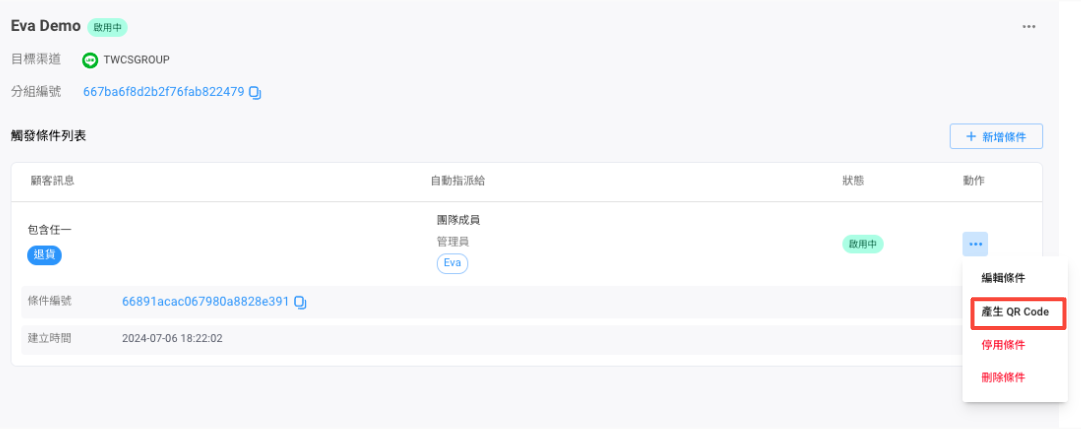 Eva Demo 啟用中
目標渠道 TWCSGROUP
分組編號 667ba6f8d2b2f76fab822479
觸發條件列表
+ 新增條件
顧客訊息 自動指派給 狀態 動作
包含任一
退貨
團隊成員
管理員
Eva
啟用中
條件編號 66891acac067980a8828e391
建立時間 2024-07-06 18:22:02
編輯條件
產生 QR Code
停用條件
刪除條件